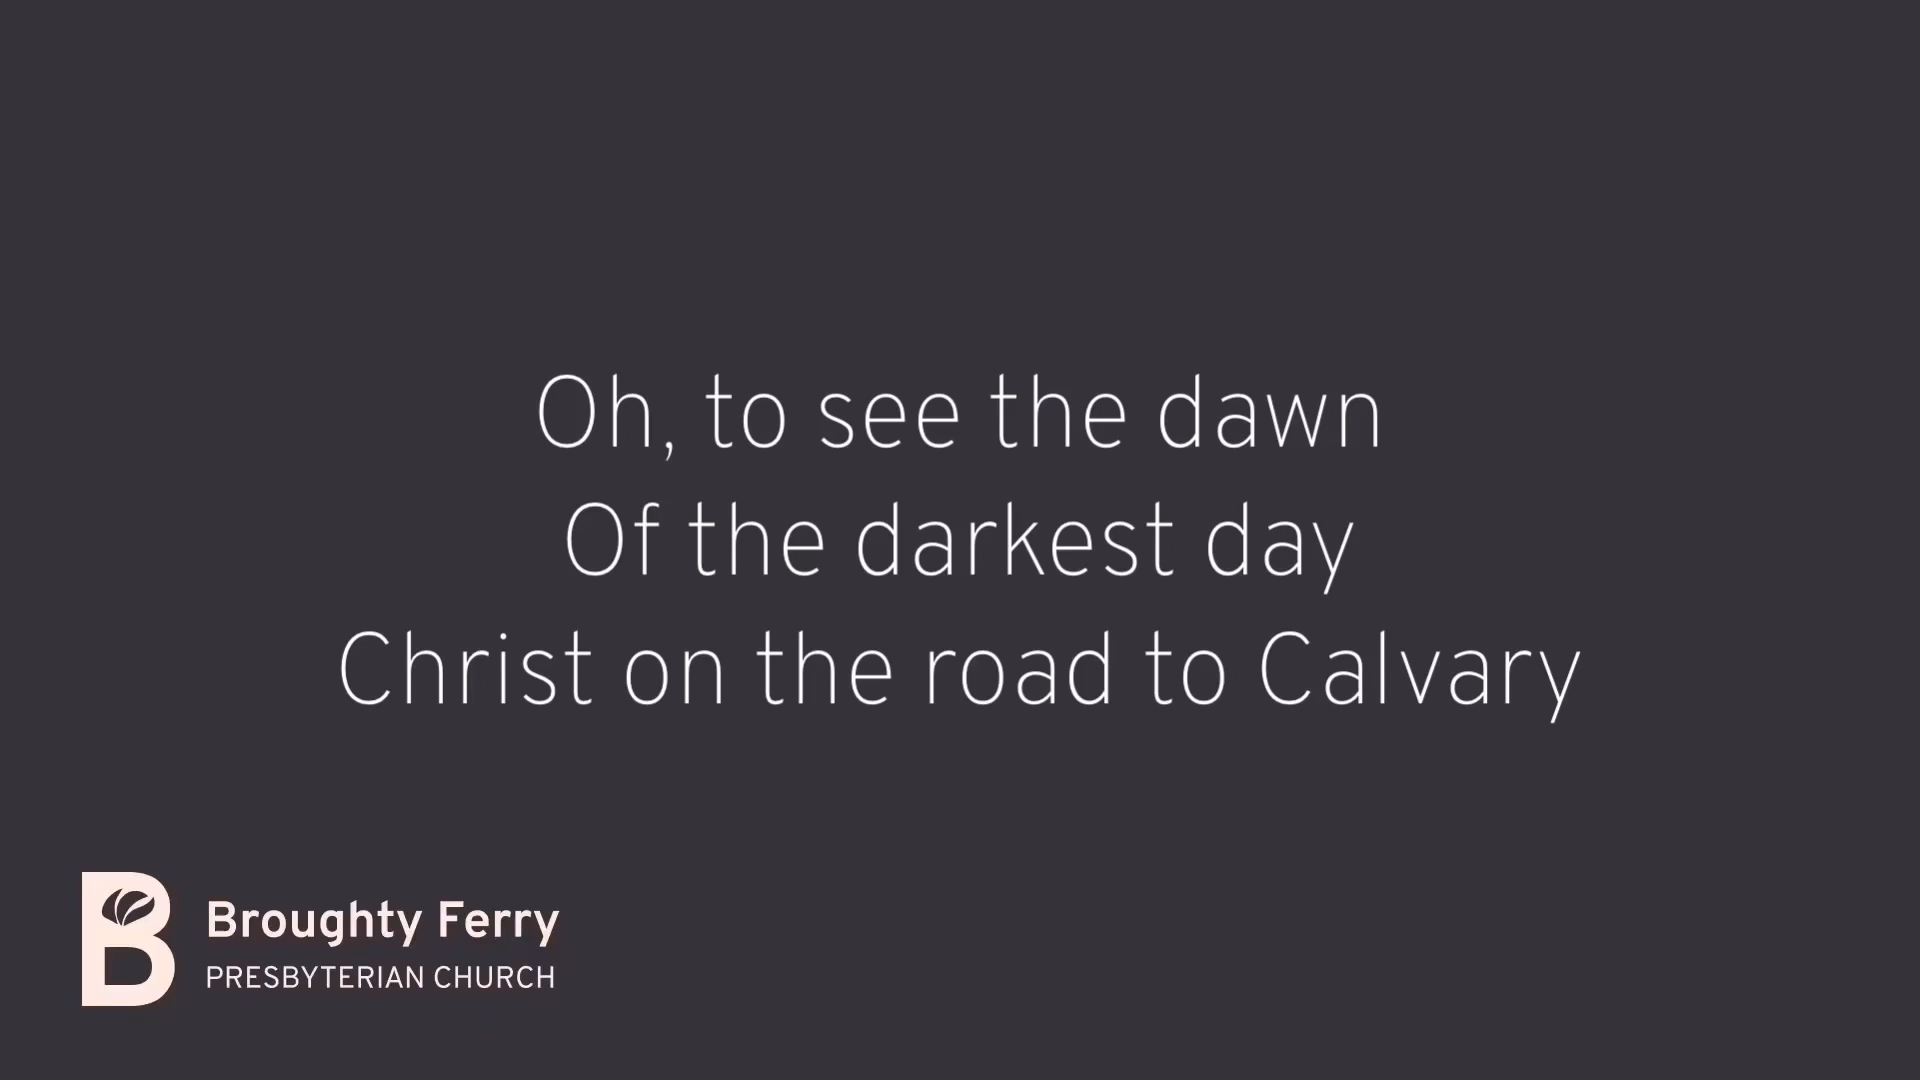 Oh, to see the dawn
Of the darkest day
Christ on the road to Calvary
Broughty Ferry
PRESBYTERIAN CHURCH